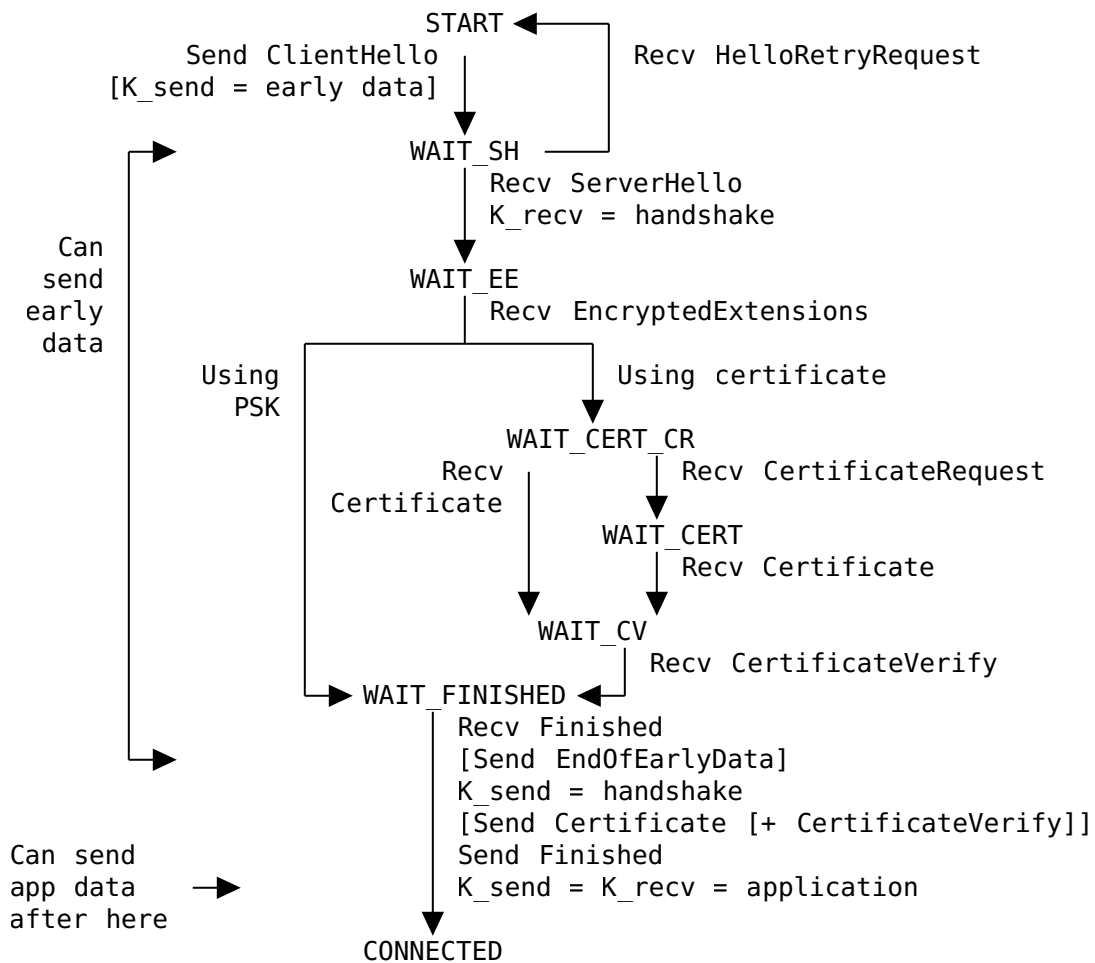 START
Send ClientHello
Recv HelloRetryRequest
[K_send = early data]
WAIT_SH
Recv ServerHello
K_recv = handshake
Can
send
early
data
WAIT_EE
Recv EncryptedExtensions
Using
PSK
Using certificate
WAIT_CERT_CR
Recv
Certificate
Recv CertificateRequest
WAIT_CERT
Recv Certificate
WAIT_CV
Recv CertificateVerify
WAIT_FINISHED
Recv Finished
[Send EndOfEarlyData]
K_send = handshake
[Send Certificate [+ CertificateVerify]]
Send Finished
K_send = K_recv = application
Can send
app data
after here
CONNECTED